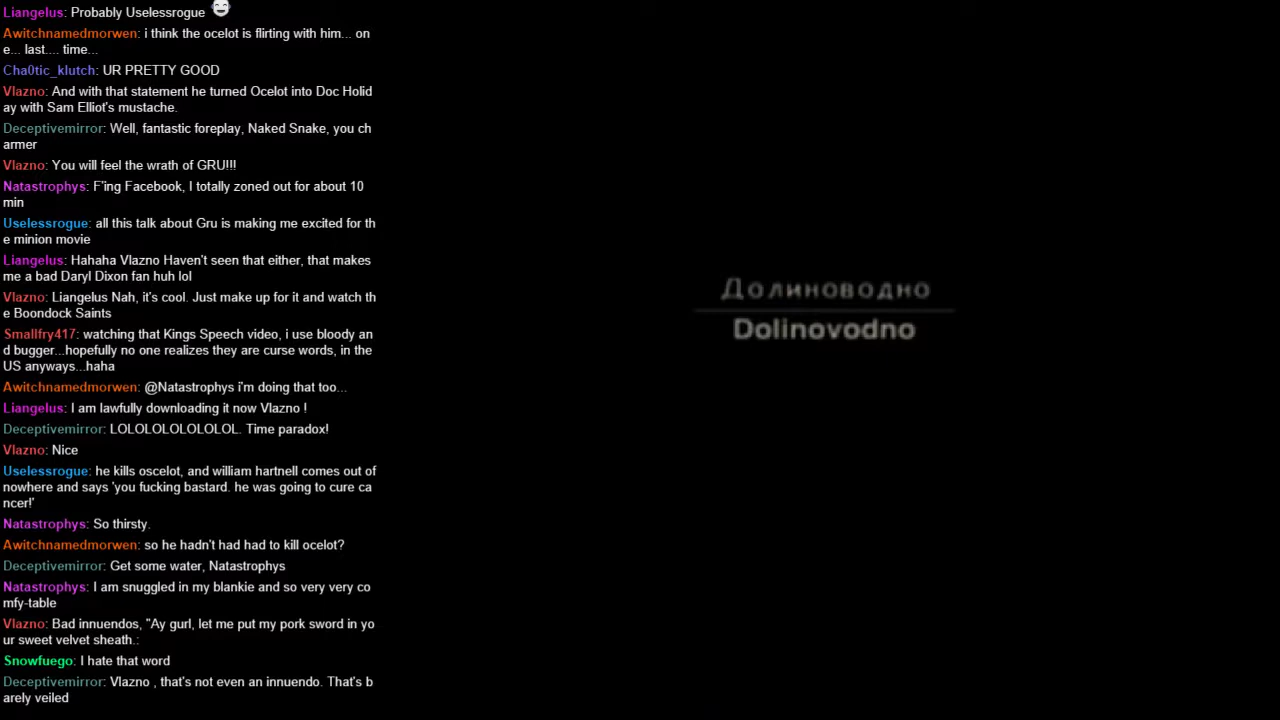 Liangelus: Probably Uselessrogue
Awitchnamedmorwen: i think the ocelot is flirting with him... on
e... last.... time...
Cha0tic_klutch: UR PRETTY GOOD
Vlazno: And with that statement he turned Ocelot into Doc Holid
ay with Sam Elliot's mustache.
Deceptivemirror: Well, fantastic foreplay, Naked Snake, you ch
armer
Vlazno: You will feel the wrath of GRU!!!
Natastrophys: F'ing Facebook, I totally zoned out for about 10
min
Uselessrogue: all this talk about Gru is making me excited for th
e minion movie
Liangelus: Hahaha Vlazno Haven't seen that either, that makes
me a bad Daryl Dixon fan huh lol
Vlazno: Liangelus Nah, it's cool. Just make up for it and watch th
e Boondock Saints
Smallfry417: watching that Kings Speech video, i use bloody an
d bugger...hopefully no one realizes they are curse words, in the
US anyways...haha
Awitchnamedmorwen: @Natastrophys i'm doing that too...
Liangelus: I am lawfully downloading it now Vlazno !
Deceptivemirror: LOLOLOLOLOLOLOL. Time paradox!
Vlazno: Nice
Uselessrogue: he kills oscelot, and william hartnell comes out of
nowhere and says 'you fucking bastard. he was going to cure ca
ncer!'
Natastrophys: So thirsty.
Awitchnamedmorwen: so he hadn't had had to kill ocelot?
Deceptivemirror: Get some water, Natastrophys
Natastrophys: I am snuggled in my blankie and so very very co
mfy-table
Vlazno: Bad innuendos, "Ay gurl, let me put my pork sword in yo
ur sweet velvet sheath.:
Snowfuego: I hate that word
Deceptivemirror: Vlazno , that's not even an innuendo. That's b
arely veiled
Долиноводно
Dolinovodno